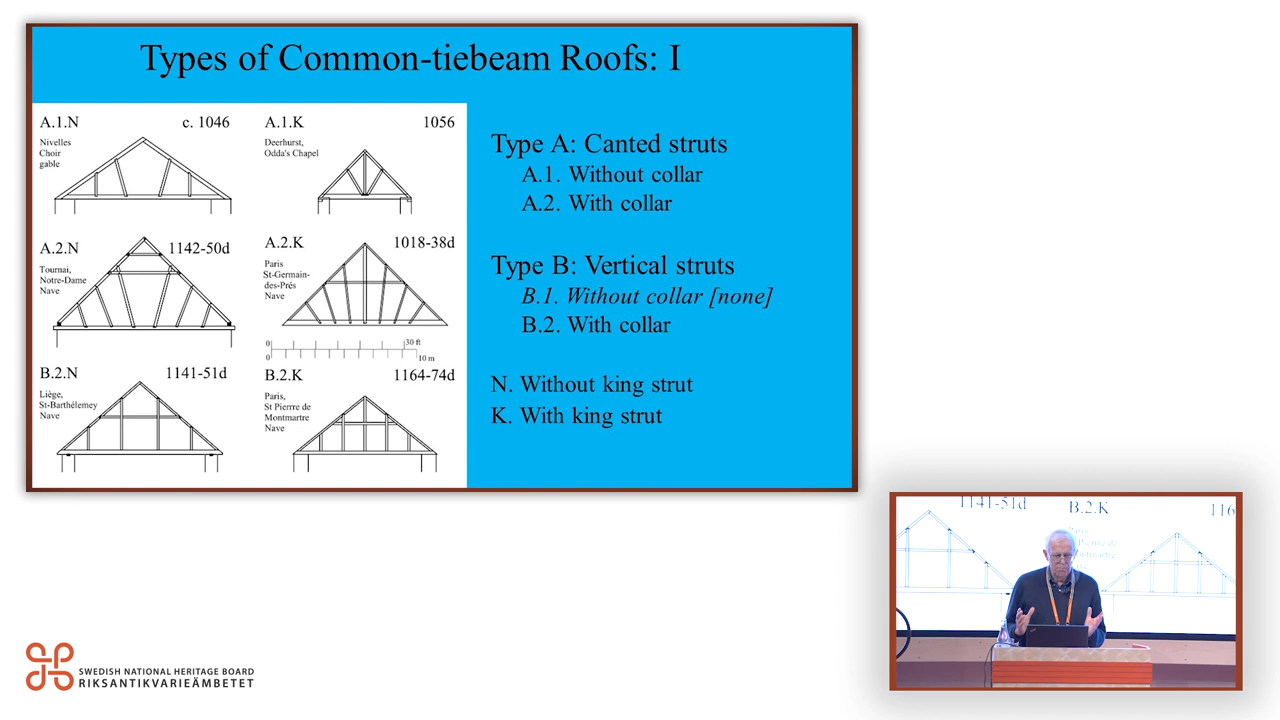 Types of Common-tiebeam Roofs: I
A.1.N c. 1046
Nivelles
Choir
gable
A.1.K 1056
Deerhurst,
Odda's Chapel
A.2.N 1142-50d
Tournai,
Notre-Dame
Nave
A.2.K 1018-38d
Paris
St-Germain-
des-Prés
Nave
0 30 ft
0 10 m
B.2.N 1141-51d
Liège,
St-Barthélemey
Nave
B.2.K 1164-74d
Paris,
St Pierrre de
Montmartre
Nave
Type A: Canted struts
A.1. Without collar
A.2. With collar
Type B: Vertical struts
B.1. Without collar [none]
B.2. With collar
N. Without king strut
K. With king strut
1141-51d B.2.K 116
SWEDISH NATIONAL HERITAGE BOARD
RIKSANTIKVARIEÄMBETET